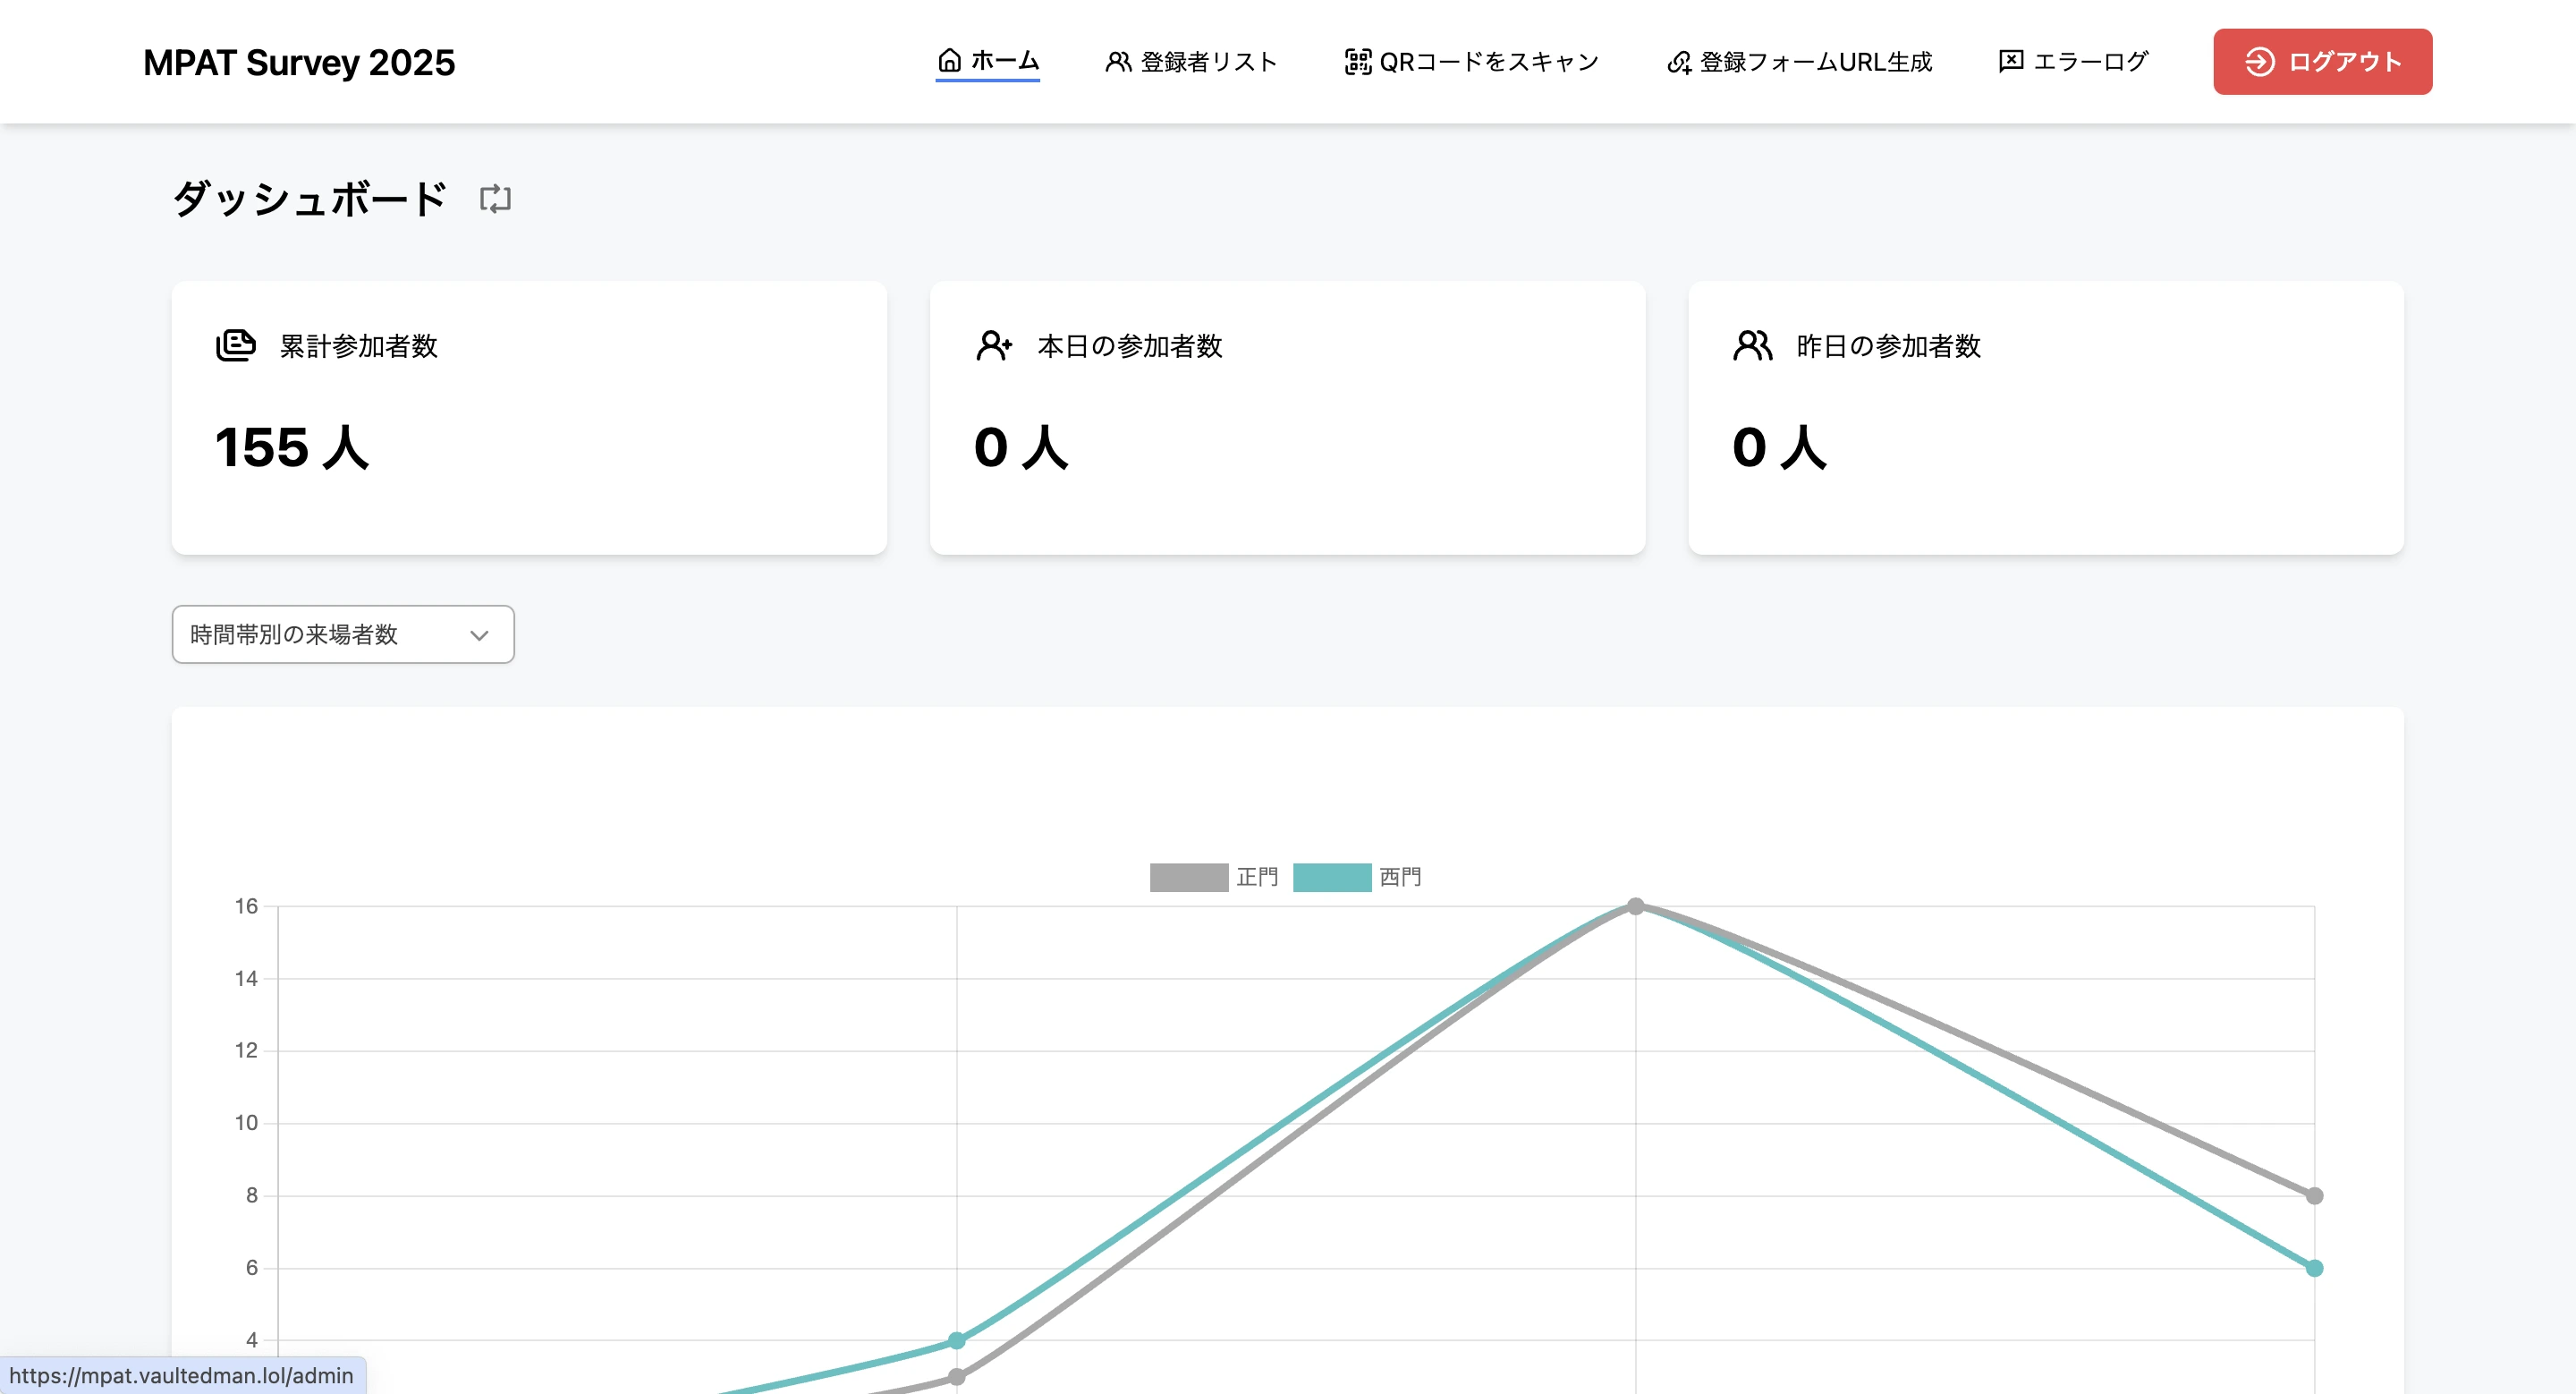 MPAT Survey 2025
ホーム
登録者リスト
QRコードをスキャン
登録フォームURL生成
エラーログ
ログアウト
ダッシュボード
累計参加者数
155 人
本日の参加者数
0 人
昨日の参加者数
0 人
時間帯別の来場者数
正門
西門
16
14
12
10
8
6
4
https://mpat.vaultedman.lol/admin